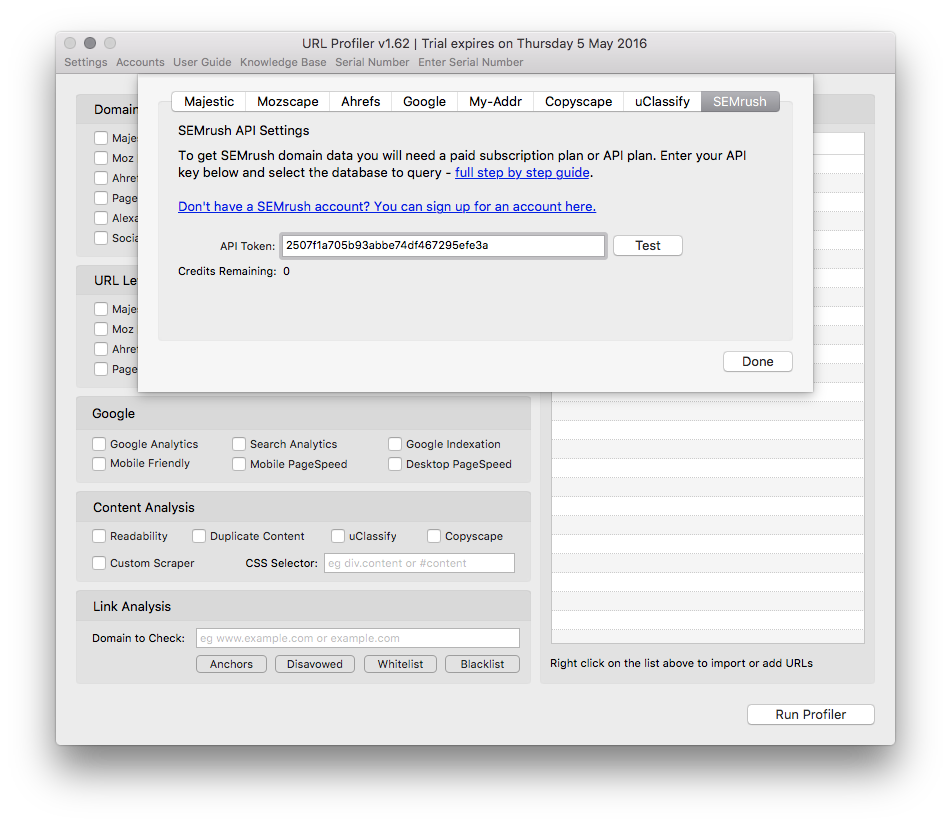 URL Profiler v1.62 | Trial expires on Thursday 5 May 2016
Settings Accounts User Guide Knowledge Base Serial Number Enter Serial Number
Majestic Mozscape Ahrefs Google My-Addr Copyscape uClassify SEMrush
SEMrush API Settings
To get SEMrush domain data you will need a paid subscription plan or API plan. Enter your API
key below and select the database to query - full step by step guide.
Don't have a SEMrush account? You can sign up for an account here.
API Token: 2507f1a705b93abbe74df467295efe3a Test
Credits Remaining: 0
Done
Domain
Maje
Moz
Ahre
Page
Alexa
Socia
URL Le
Maje
Moz
Ahre
Page
Google
Google Analytics Search Analytics Google Indexation
Mobile Friendly Mobile PageSpeed Desktop PageSpeed
Content Analysis
Readability Duplicate Content uClassify Copyscape
Custom Scraper CSS Selector: eg div.content or #content
Link Analysis
Domain to Check: eg www.example.com or example.com
Anchors Disavowed Whitelist Blacklist
Right click on the list above to import or add URLs
Run Profiler